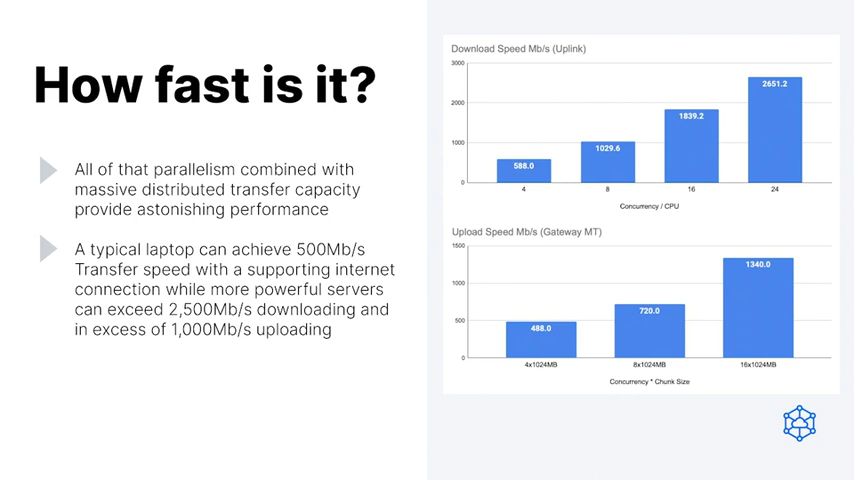 How fast is it?
All of that parallelism combined with
massive distributed transfer capacity
provide astonishing performance
A typical laptop can achieve 500Mb/s
Transfer speed with a supporting internet
connection while more powerful servers
can exceed 2,500Mb/s downloading and
in excess of 1,000Mb/s uploading
Download Speed Mb/s (Uplink)
3000
2000
1000
0
588.0
1029.6
1839.2
2651.2
4 8 16 24
Concurrency / CPU
Upload Speed Mb/s (Gateway MT)
1500
1000
500
0
488.0
720.0
1340.0
4x1024MB 8x1024MB 16x1024MB
Concurrency * Chunk Size